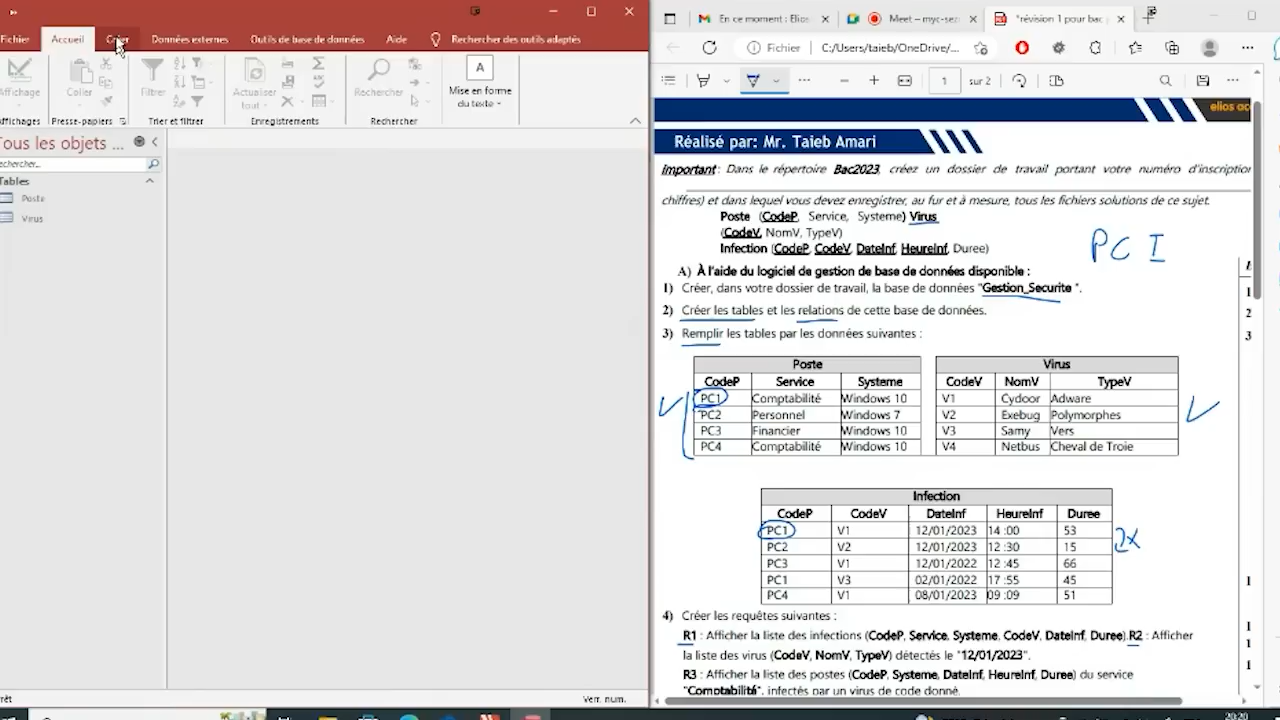 Fichier Accueil Créer Données externes Outils de base de données Aide Rechercher des outils adaptés
Affichage Coller Filtrer Actualiser tout Rechercher Mise en forme du texte
Affichages Presse-papiers Trier et filtrer Enregistrements Rechercher
Tous les objets ...
Rechercher...
Tables
Poste
Virus
Prêt
Verr. num.
En ce moment : Elios Meet – myc-sez *révision 1 pour bac
Fichier C:/Users/taieb/OneDrive/...
1 sur 2
elios ac
Réalisé par: Mr. Taieb Amari
Important: Dans le répertoire Bac2023, créez un dossier de travail portant votre numéro d'inscription
chiffres) et dans lequel vous devez enregistrer, au fur et à mesure, tous les fichiers solutions de ce sujet.
Poste (CodeP, Service, Systeme) Virus
(CodeV, NomV, TypeV)
Infection (CodeP, CodeV, DateInf, HeureInf, Duree)
PC I
A) À l'aide du logiciel de gestion de base de données disponible :
1) Créer, dans votre dossier de travail, la base de données "Gestion_Securite ".
1
2) Créer les tables et les relations de cette base de données.
2
3) Remplir les tables par les données suivantes :
3
Poste
CodeP Service Systeme
PC1 Comptabilité Windows 10
PC2 Personnel Windows 7
PC3 Financier Windows 10
PC4 Comptabilité Windows 10
Virus
CodeV NomV TypeV
V1 Cydoor Adware
V2 Exebug Polymorphes
V3 Samy Vers
V4 Netbus Cheval de Troie
Infection
CodeP CodeV DateInf HeureInf Duree
PC1 V1 12/01/2023 14 :00 53
PC2 V2 12/01/2023 12 :30 15
PC3 V1 12/01/2022 12 :45 66
PC1 V3 02/01/2022 17 :55 45
PC4 V1 08/01/2023 09 :09 51
1
4) Créer les requêtes suivantes :
R1 : Afficher la liste des infections (CodeP, Service, Systeme, CodeV, DateInf, Duree).R2 : Afficher
1
la liste des virus (CodeV, NomV, TypeV) détectés le "12/01/2023".
1
R3 : Afficher la liste des postes (CodeP, Systeme, DateInf, HeureInf, Duree) du service
1
"Comptabilité", infectés par un virus de code donné.
20:20